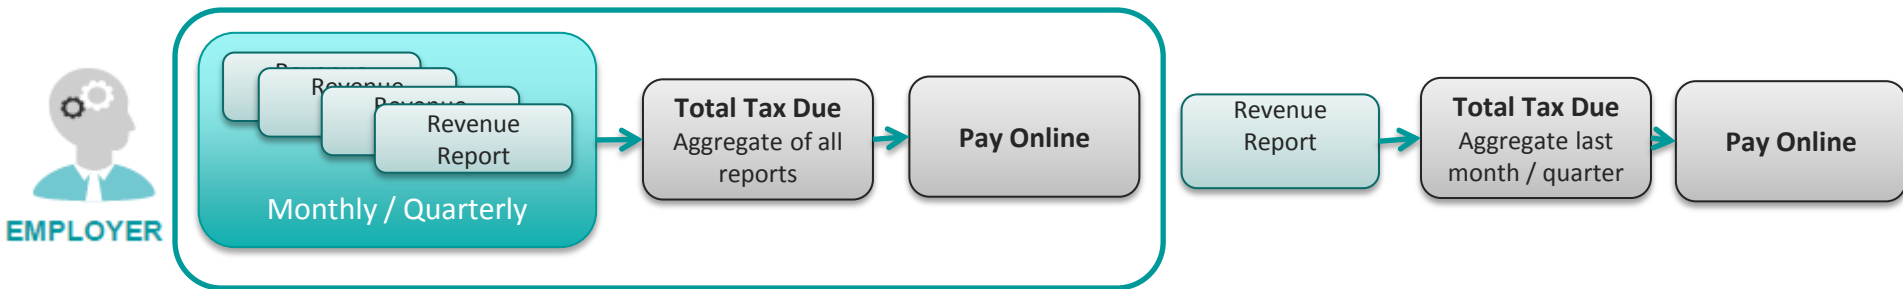 EMPLOYER
Revenue
Revenue
Revenue
Revenue
Report
Monthly / Quarterly
Total Tax Due
Aggregate of all
reports
Pay Online
Revenue
Report
Total Tax Due
Aggregate last
month / quarter
Pay Online